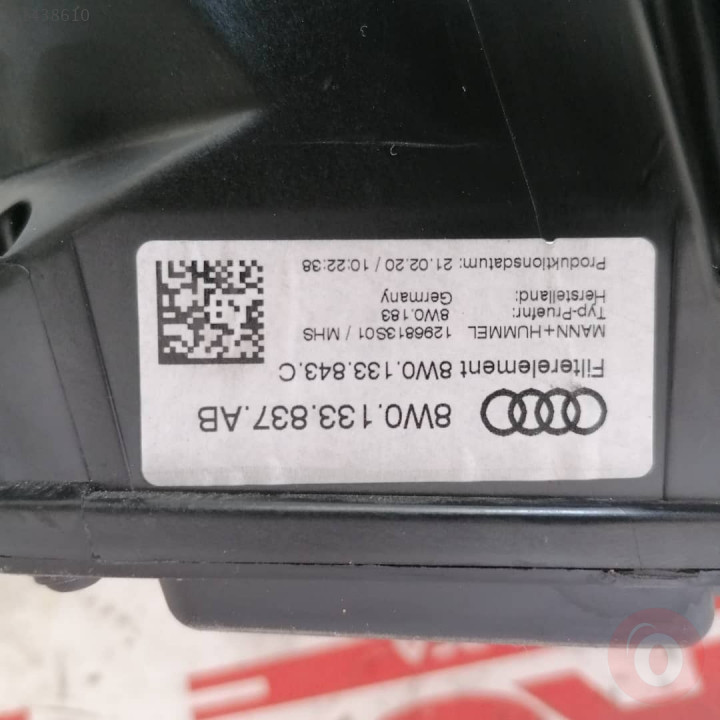 8W0.133.837.AB
Filterelement 8W0.133.843.C
MANN+HUMMEL 1296813S01 / MHS
Typ-Pruefnr: 8W0.183
Herstelland: Germany
Produktionsdatum: 21.02.20 / 10:22:38